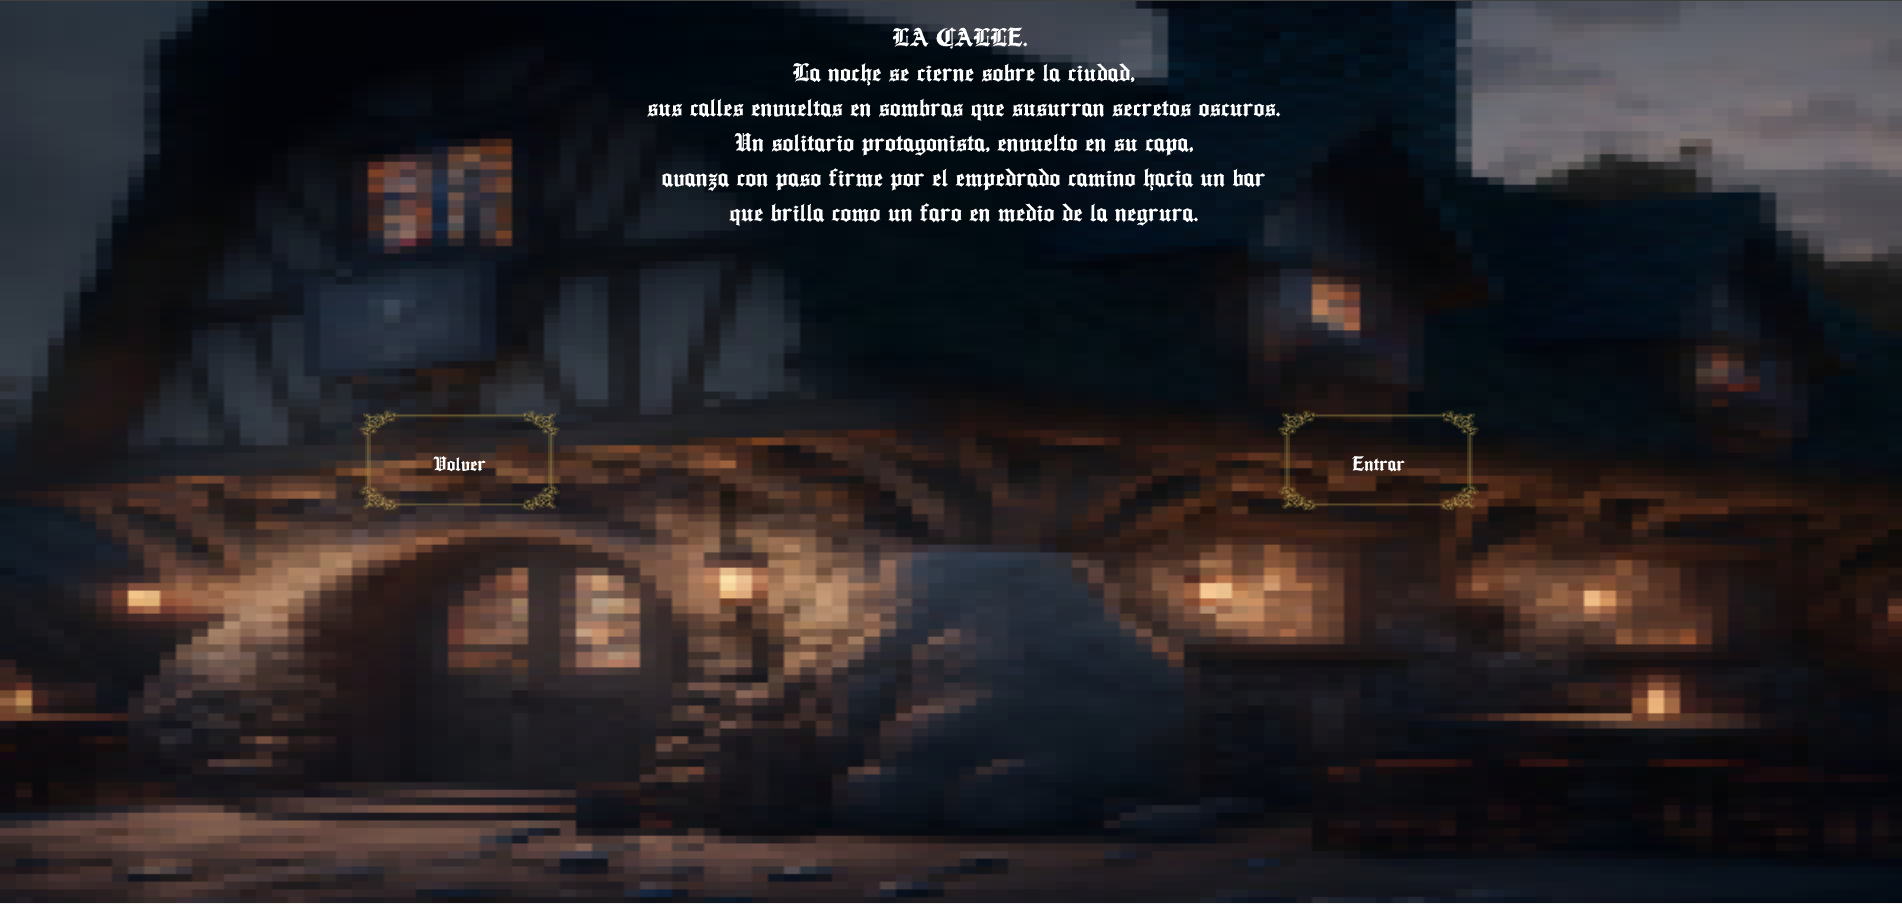 LA CALLE.
La noche se cierne sobre la ciudad,
sus calles envueltas en sombras que susurran secretos oscuros.
Un solitario protagonista, envuelto en su capa,
avanza con paso firme por el empedrado camino hacia un bar
que brilla como un faro en medio de la negrura.
Volver
Entrar